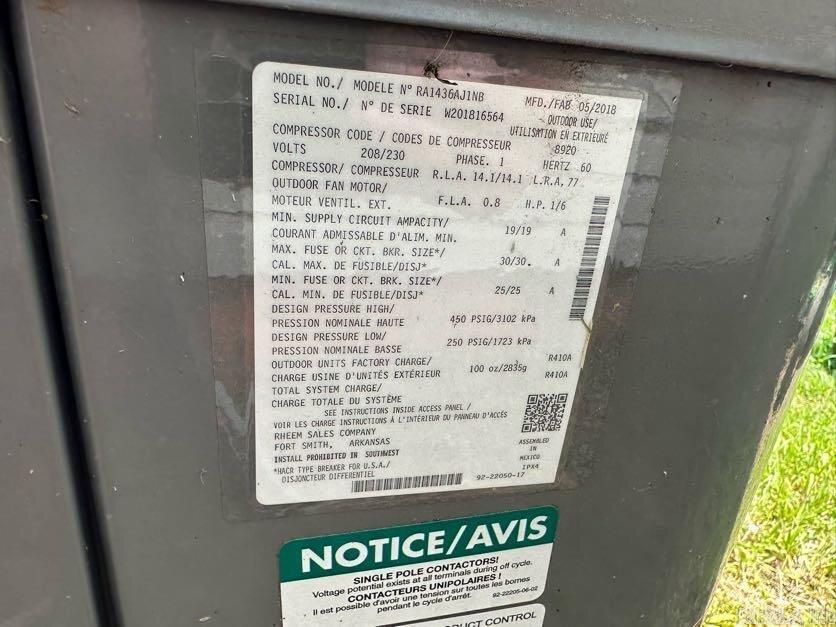 MODEL NO./ MODELE N° RA1436AJ1NB MFD./FAB 05/2018
SERIAL NO./ N° DE SERIE W201816564 OUTDOOR USE/
UTILISATION EN EXTÉRIEURE
COMPRESSOR CODE / CODES DE COMPRESSEUR 8920
VOLTS 208/230 PHASE. 1 HERTZ 60
COMPRESSOR/ COMPRESSEUR R.L.A. 14.1/14.1 L.R.A. 77
OUTDOOR FAN MOTOR/
MOTEUR VENTIL. EXT. F.L.A. 0.8 H.P. 1/6
MIN. SUPPLY CIRCUIT AMPACITY/
COURANT ADMISSABLE D'ALIM. MIN. 19/19 A
MAX. FUSE OR CKT. BKR. SIZE*/
CAL. MAX. DE FUSIBLE/DISJ* 30/30. A
MIN. FUSE OR CKT. BRK. SIZE*/
CAL. MIN. DE FUSIBLE/DISJ* 25/25 A
DESIGN PRESSURE HIGH/
PRESSION NOMINALE HAUTE 450 PSIG/3102 kPa
DESIGN PRESSURE LOW/
PRESSION NOMINALE BASSE 250 PSIG/1723 kPa
OUTDOOR UNITS FACTORY CHARGE/ R410A
CHARGE USINE D'UNITÉS EXTÉRIEUR 100 oz/2835g R410A
TOTAL SYSTEM CHARGE/
CHARGE TOTALE DU SYSTÈME
SEE INSTRUCTIONS INSIDE ACCESS PANEL /
VOIR LES CHARGE INSTRUCTIONS À L'INTÉRIEUR DU PANNEAU D'ACCÉS
RHEEM SALES COMPANY
FORT SMITH, ARKANSAS
INSTALL PROHIBITED IN SOUTHWEST
*HACR TYPE BREAKER FOR U.S.A./
DISJONCTEUR DIFFERENTIEL
92-22050-17
ASSEMBLED
IN
MEXICO
IPX4
NOTICE/AVIS
SINGLE POLE CONTACTORS!
Voltage potential exists at all terminals during off cycle.
CONTACTEURS UNIPOLAIRES !
Il est possible d'avoir une tension sur toutes les bornes
pendant le cycle d'arrêt. 92-22205-06-02
PRODUCT CONTROL